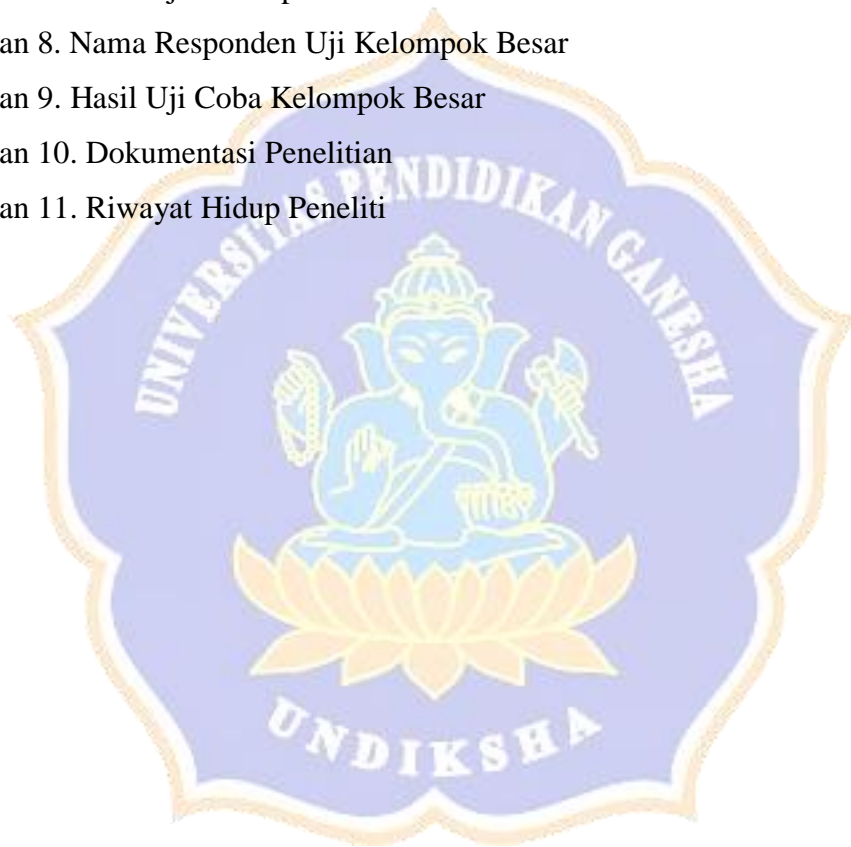 an 8. Nama Responden Uji Kelompok Besar
an 9. Hasil Uji Coba Kelompok Besar
an 10. Dokumentasi Penelitian
an 11. Riwayat Hidup Peneliti
UNIVERSITAS PENDIDIKAN GANESHA
UNDIKSHA